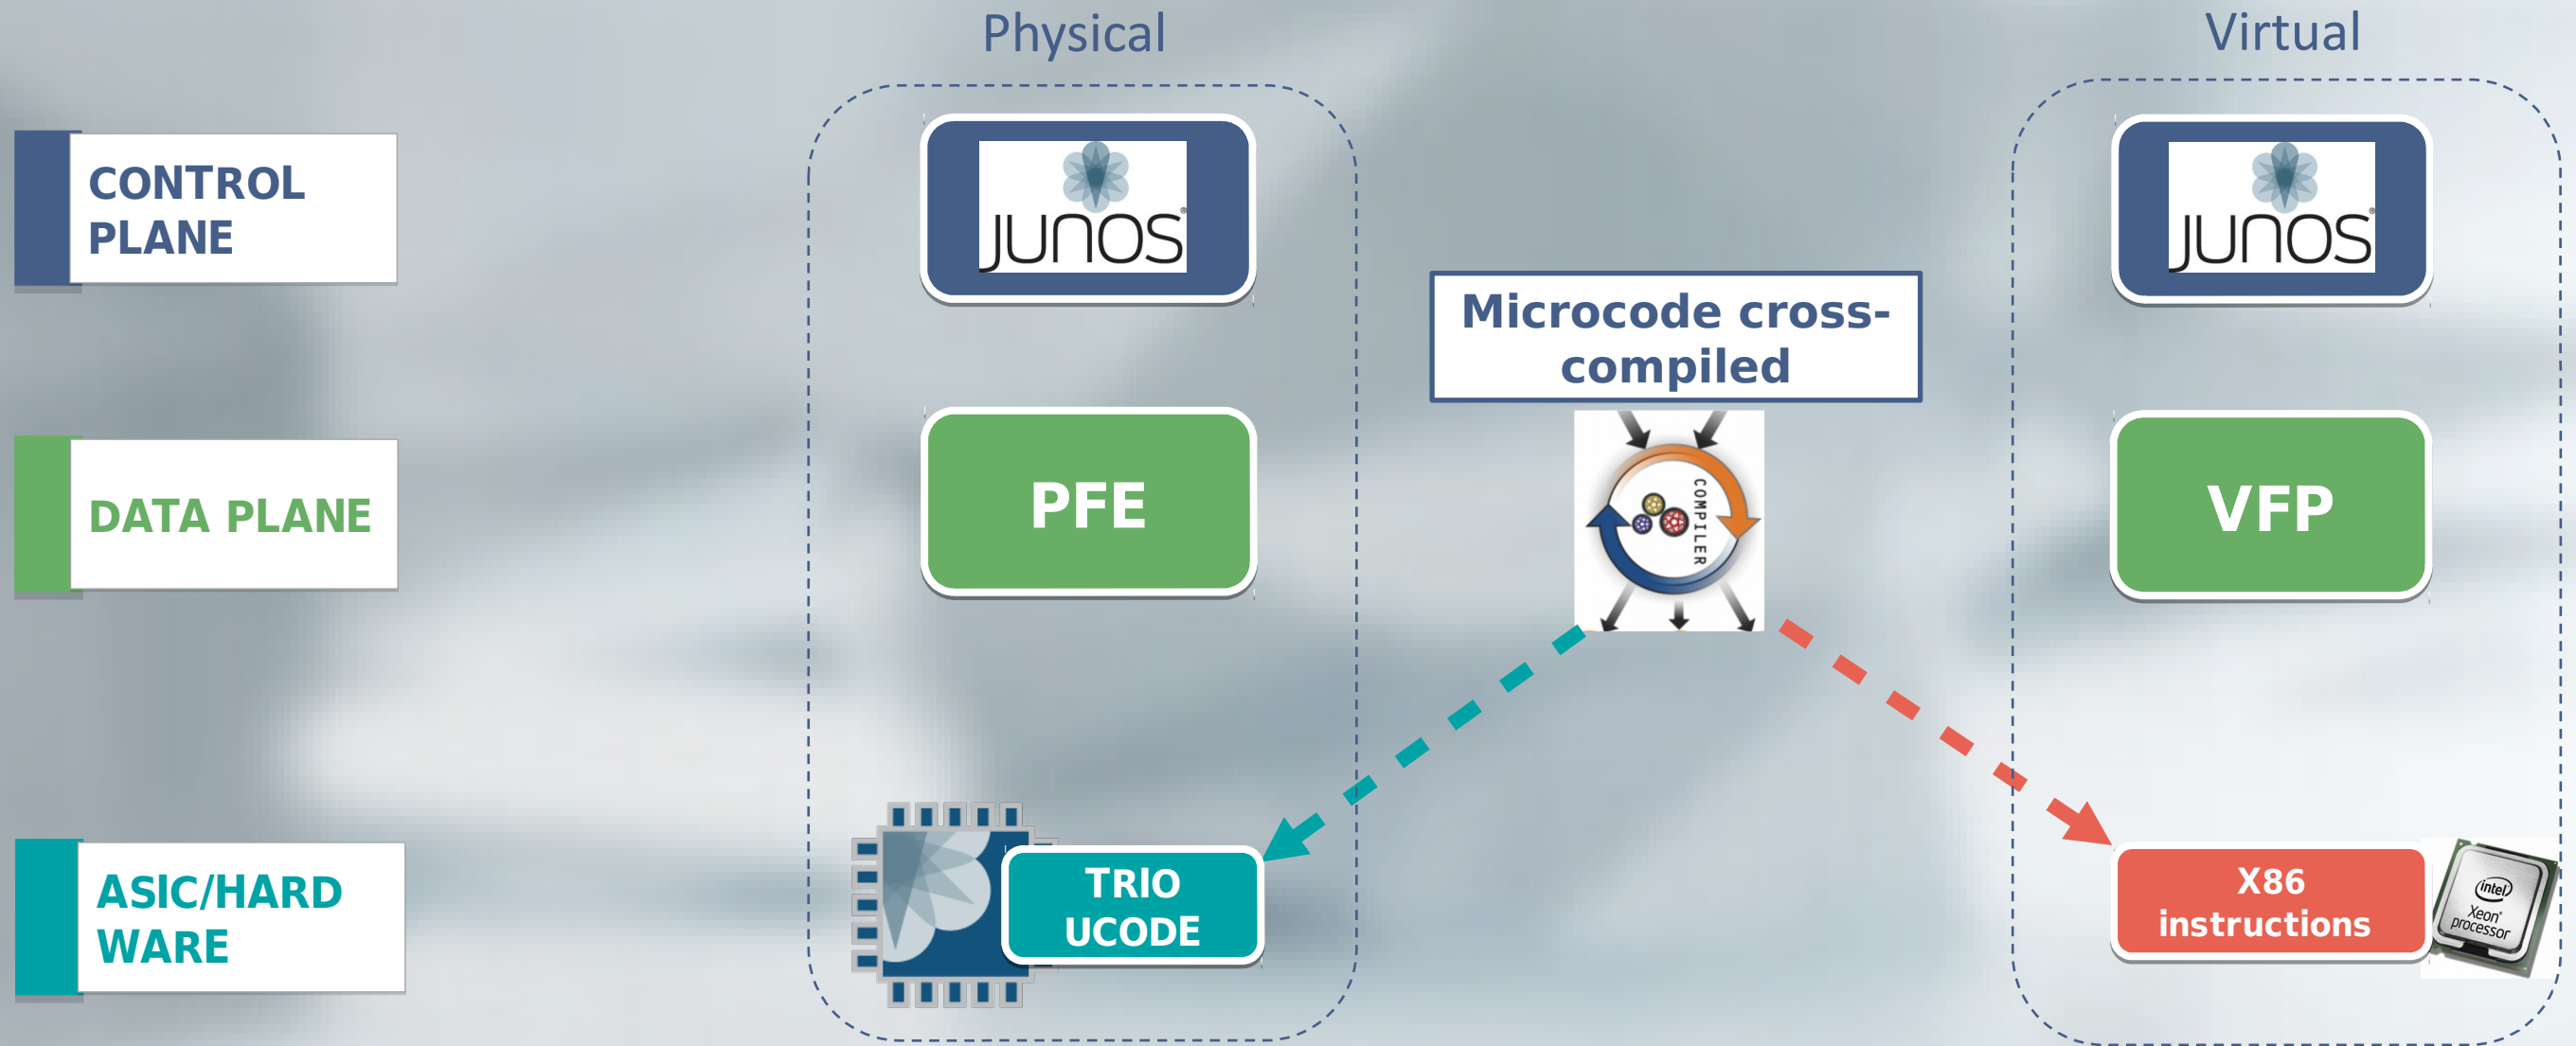 Physical
Virtual
CONTROL
PLANE
JUNOS®
JUNOS®
Microcode cross-
compiled
DATA PLANE
PFE
COMPILER
VFP
ASIC/HARD
WARE
TRIO
UCODE
X86
instructions
intel
Xeon®
processor